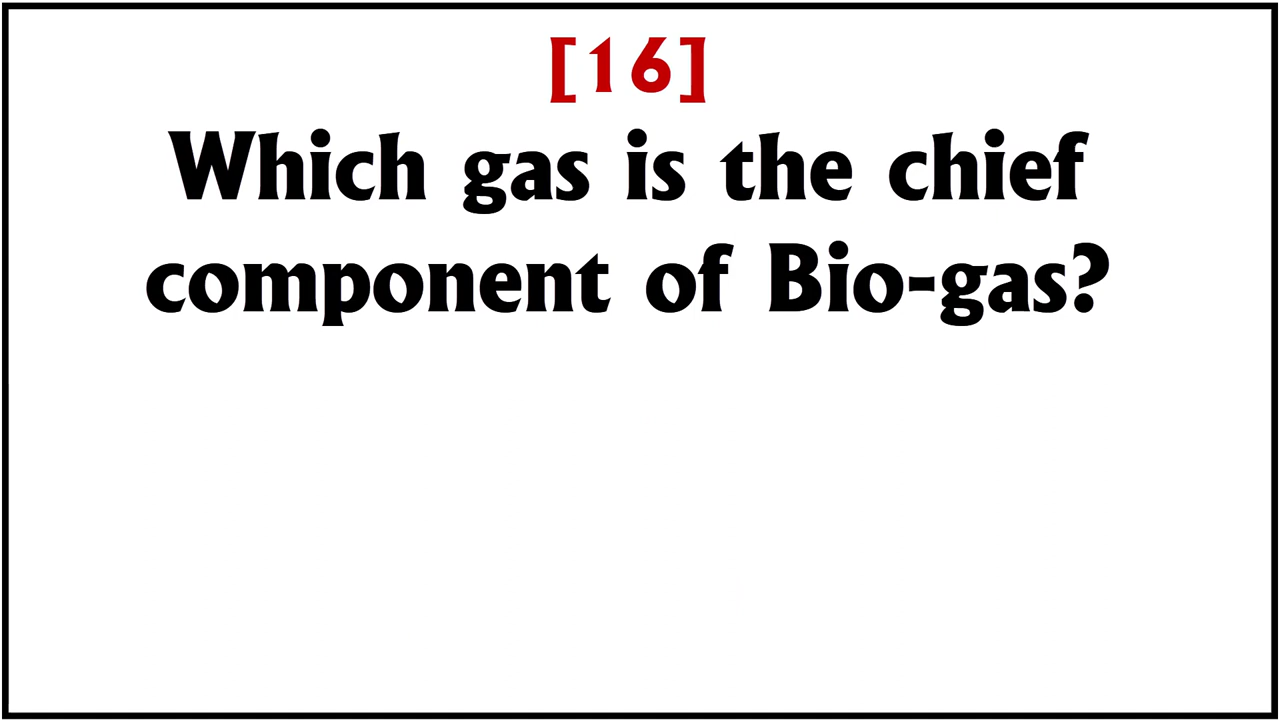 [16]
Which gas is the chief
component of Bio-gas?